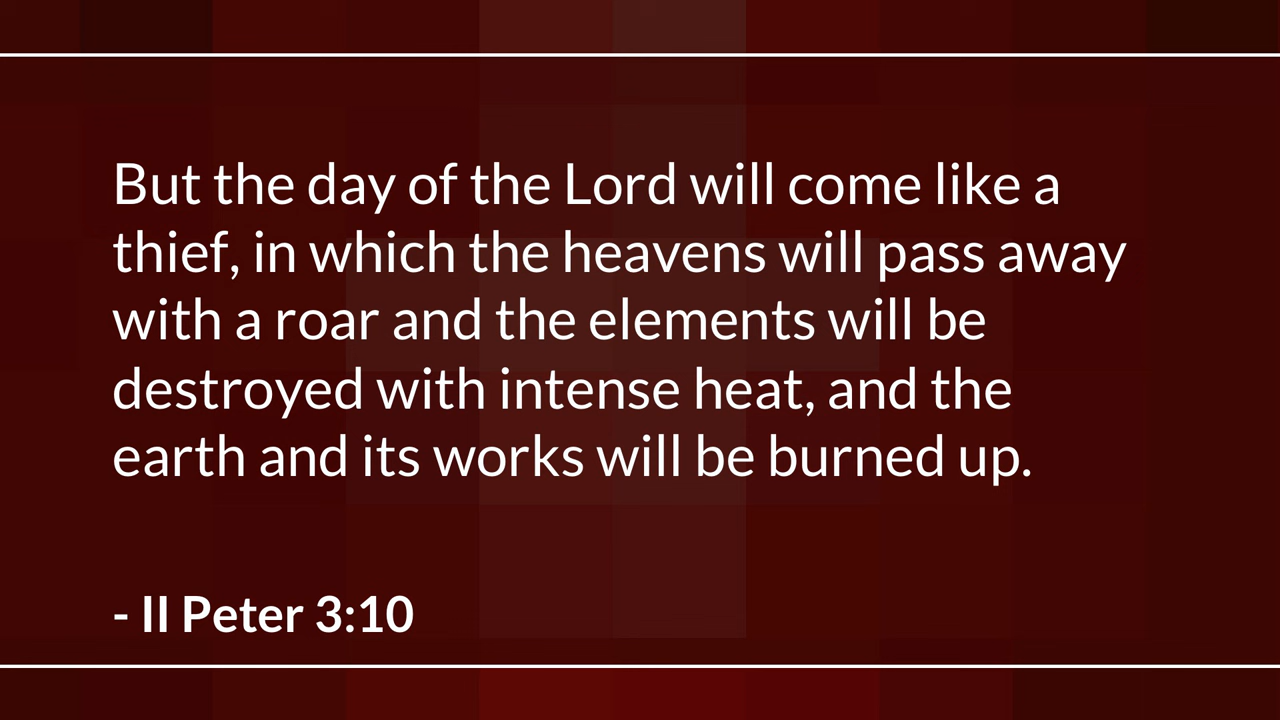 But the day of the Lord will come like a
thief, in which the heavens will pass away
with a roar and the elements will be
destroyed with intense heat, and the
earth and its works will be burned up.
- II Peter 3:10